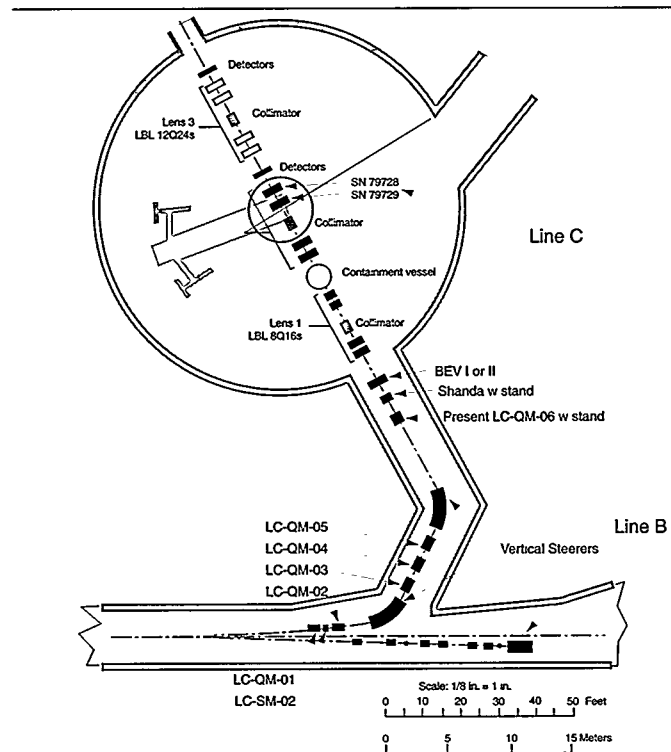 Detectors
Collimator
Lens 3
LBL 12Q24s
Detectors
SN 79728
SN 79729
Collimator
Line C
Containment vessel
Lens 1
LBL 8Q16s
Collimator
BEV I or II
Shanda w stand
Present LC-QM-06 w stand
LC-QM-05
LC-QM-04
LC-QM-03
LC-QM-02
Line B
Vertical Steerers
LC-QM-01
LC-SM-02
Scale: 1/8 in. = 1 in.
0 10 20 30 40 50 Feet
0 5 10 15 Meters